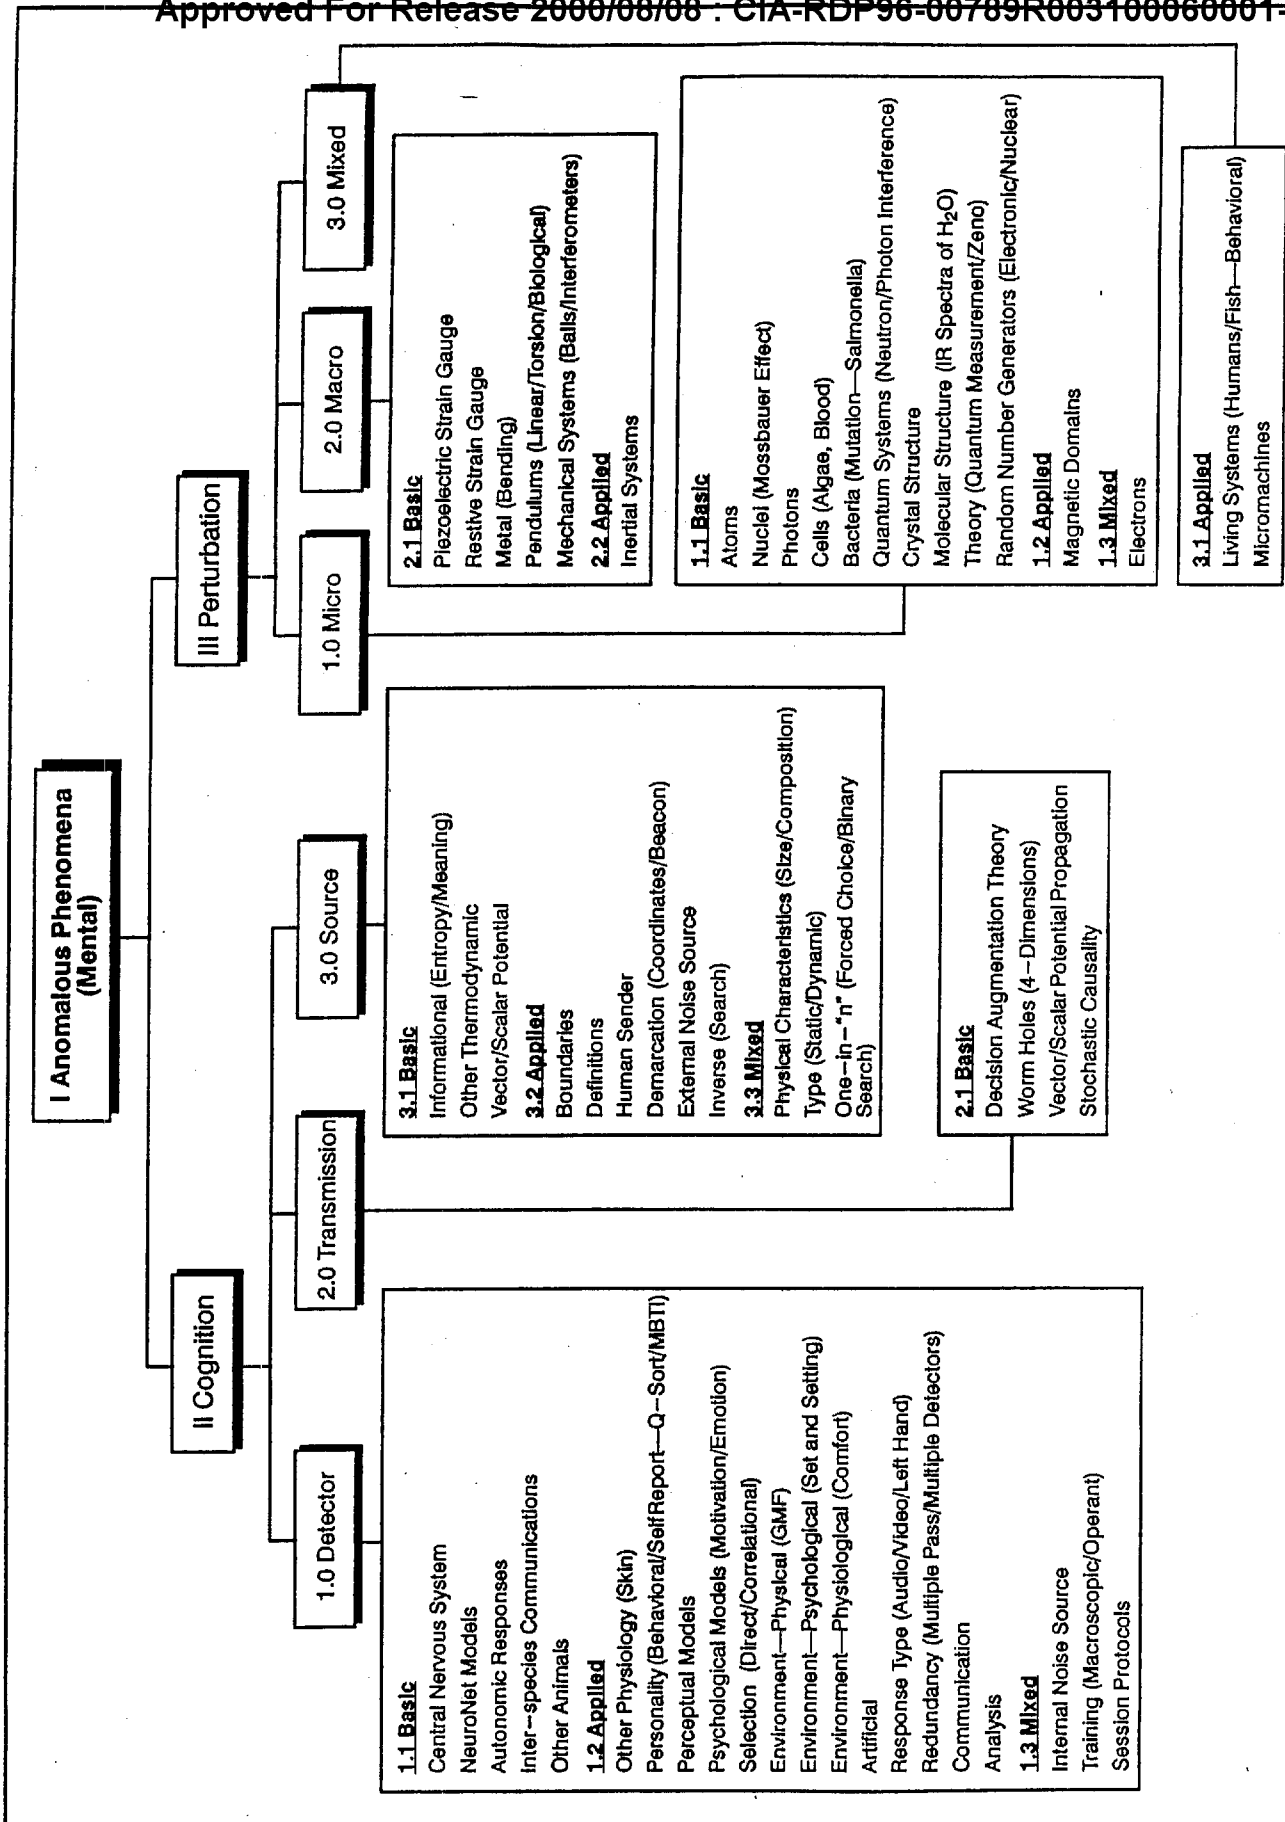 Approved For Release 2000/08/08 : CIA-RDP96-00789R003100060001-
I Anomalous Phenomena
(Mental)
II Cognition
III Perturbation
1.0 Detector
2.0 Transmission
3.0 Source
1.0 Micro
2.0 Macro
3.0 Mixed
1.1 Basic
Central Nervous System
NeuroNet Models
Autonomic Responses
Inter-species Communications
Other Animals
1.2 Applied
Other Physiology (Skin)
Personality (Behavioral/Self Report—Q-Sort/MBTI)
Perceptual Models
Psychological Models (Motivation/Emotion)
Selection (Direct/Correlational)
Environment—Physical (GMF)
Environment—Psychological (Set and Setting)
Environment—Physiological (Comfort)
Artificial
Response Type (Audio/Video/Left Hand)
Redundancy (Multiple Pass/Multiple Detectors)
Communication
Analysis
1.3 Mixed
Internal Noise Source
Training (Macroscopic/Operant)
Session Protocols
3.1 Basic
Informational (Entropy/Meaning)
Other Thermodynamic
Vector/Scalar Potential
3.2 Applied
Boundaries
Definitions
Human Sender
Demarcation (Coordinates/Beacon)
External Noise Source
Inverse (Search)
3.3 Mixed
Physical Characteristics (Size/Composition)
Type (Static/Dynamic)
One-in-"n" (Forced Choice/Binary
Search)
2.1 Basic
Decision Augmentation Theory
Worm Holes (4-Dimensions)
Vector/Scalar Potential Propagation
Stochastic Causality
2.1 Basic
Piezoelectric Strain Gauge
Restive Strain Gauge
Metal (Bending)
Pendulums (Linear/Torsion/Biological)
Mechanical Systems (Balls/Interferometers)
2.2 Applied
Inertial Systems
1.1 Basic
Atoms
Nuclei (Mossbauer Effect)
Photons
Cells (Algae, Blood)
Bacteria (Mutation—Salmonella)
Quantum Systems (Neutron/Photon Interference)
Crystal Structure
Molecular Structure (IR Spectra of H₂O)
Theory (Quantum Measurement/Zeno)
Random Number Generators (Electronic/Nuclear)
1.2 Applied
Magnetic Domains
1.3 Mixed
Electrons
3.1 Applied
Living Systems (Humans/Fish—Behavioral)
Micromachines